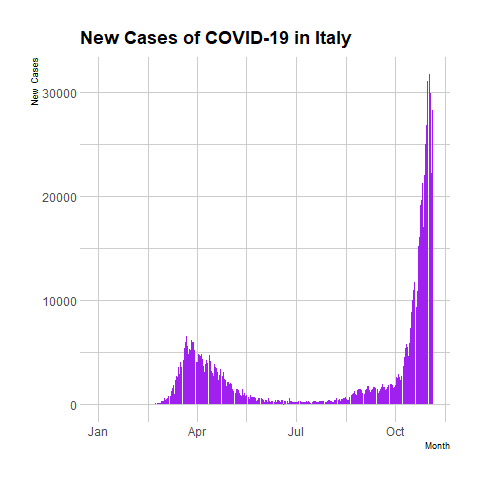 New Cases of COVID-19 in Italy
New Cases
30000
20000
10000
0
Jan
Apr
Jul
Oct
Month